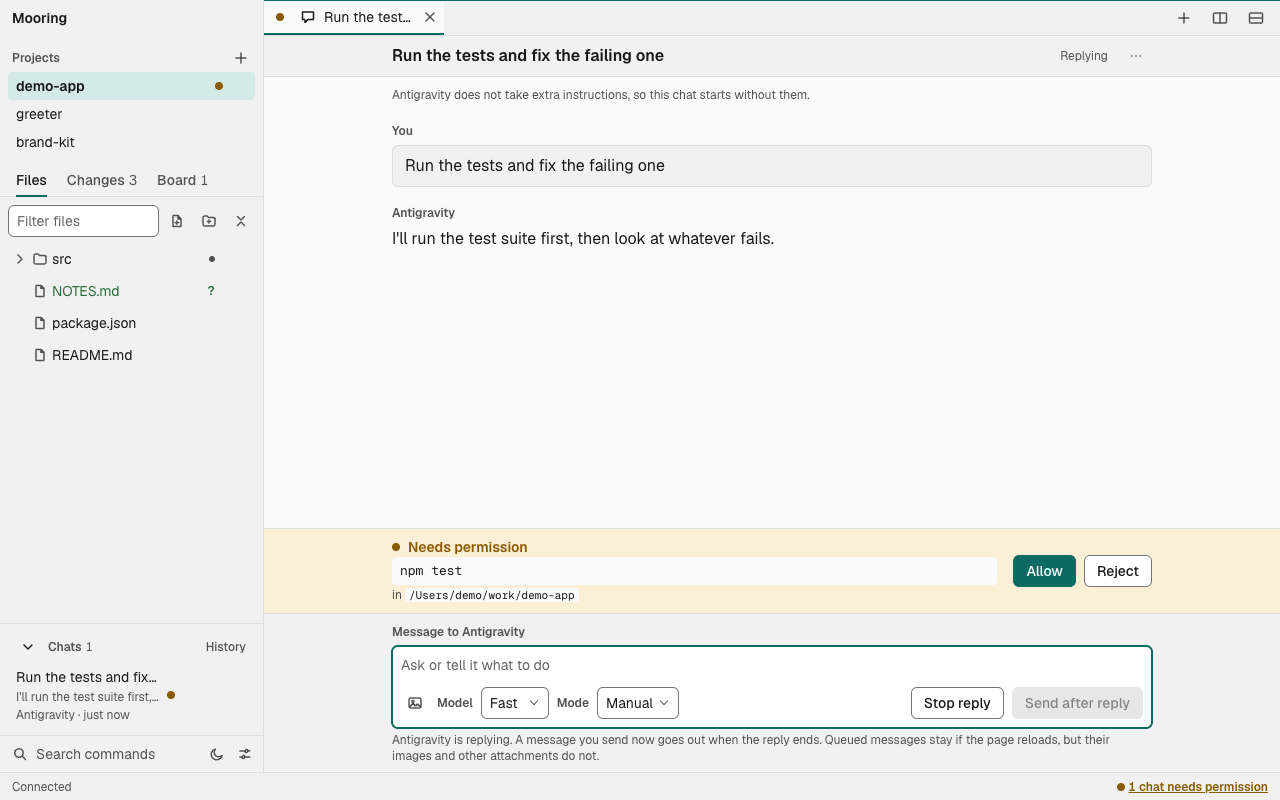 Mooring
Projects
demo-app
greeter
brand-kit
Files
Changes 3
Board 1
Filter files
src
NOTES.md
?
package.json
README.md
Chats 1
History
Run the tests and fix…
I'll run the test suite first,…
Antigravity · just now
Search commands
Connected
Run the test…
Run the tests and fix the failing one
Replying
Antigravity does not take extra instructions, so this chat starts without them.
You
Run the tests and fix the failing one
Antigravity
I'll run the test suite first, then look at whatever fails.
Needs permission
npm test
in /Users/demo/work/demo-app
Allow
Reject
Message to Antigravity
Ask or tell it what to do
Model
Fast
Mode
Manual
Stop reply
Send after reply
Antigravity is replying. A message you send now goes out when the reply ends. Queued messages stay if the page reloads, but their
images and other attachments do not.
1 chat needs permission